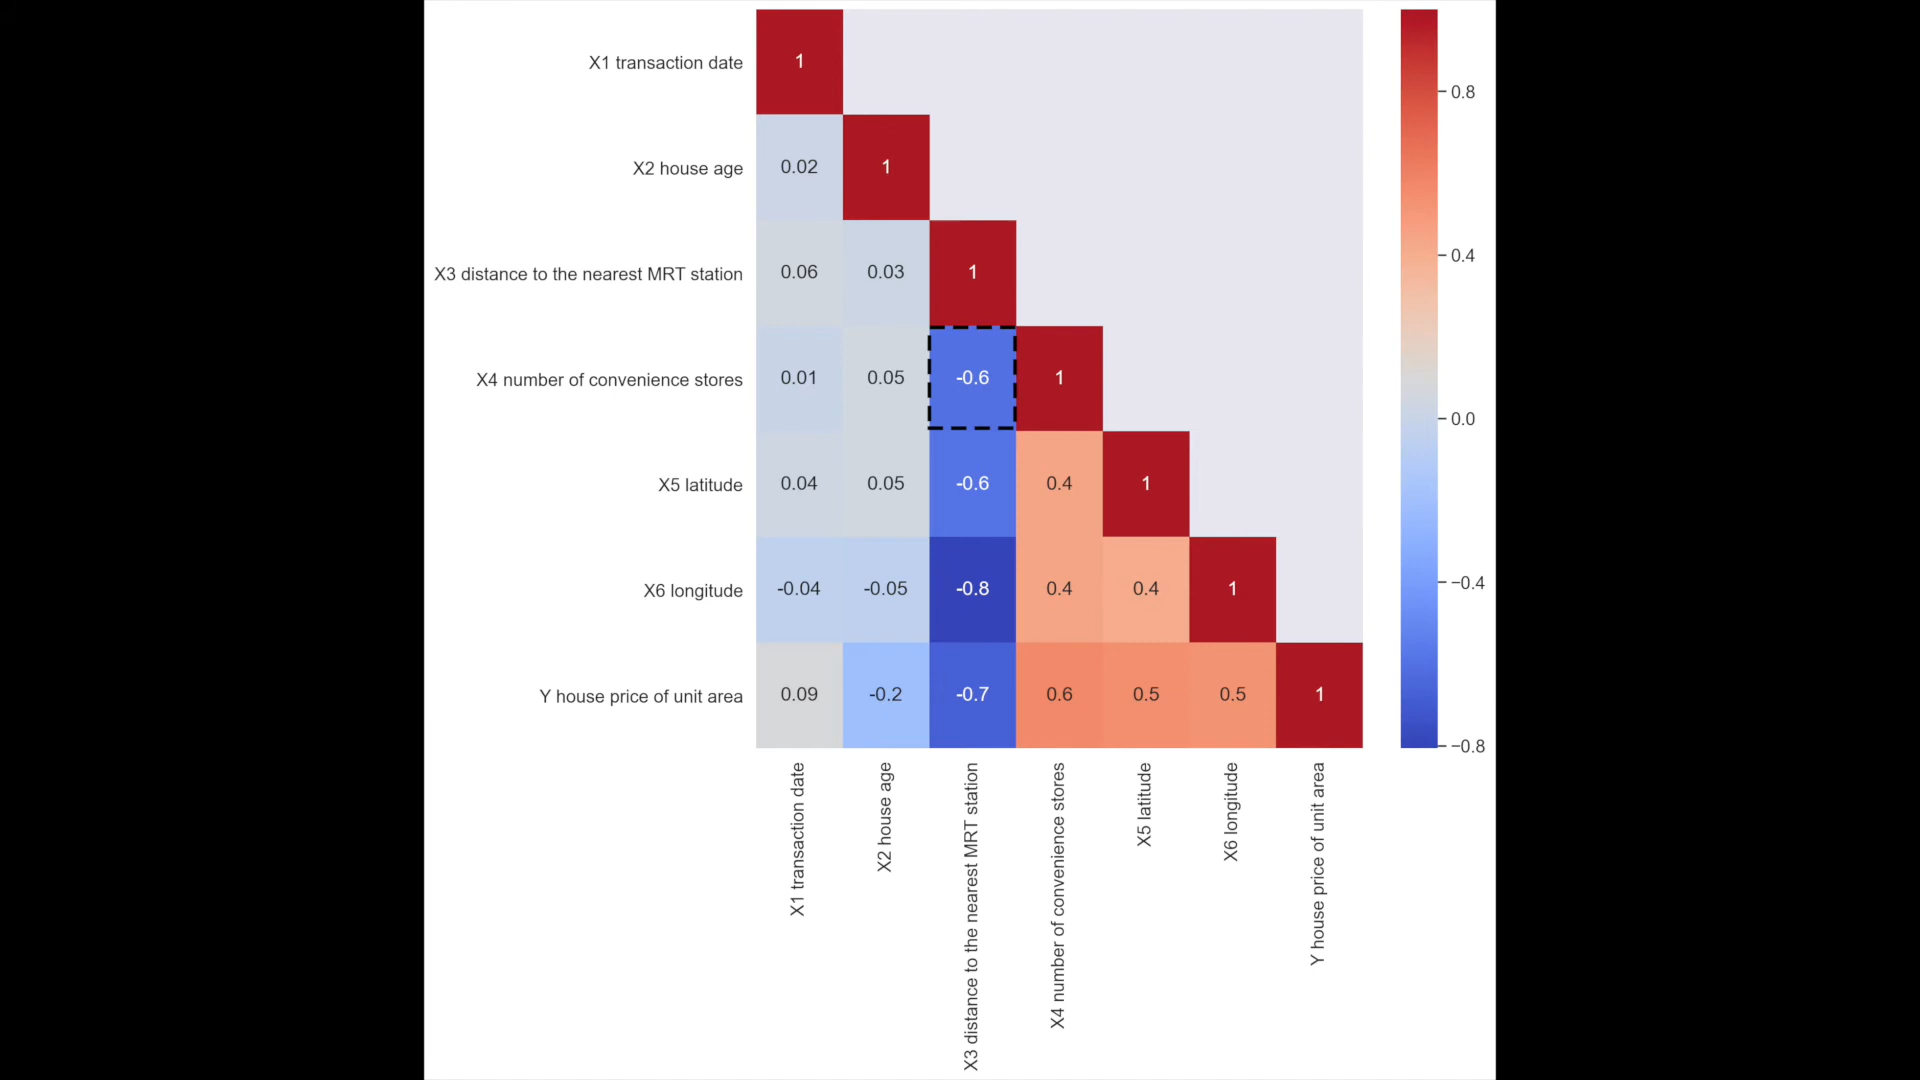 X1 transaction date 1
0.8
X2 house age 0.02 1
X3 distance to the nearest MRT station 0.06 0.03 1
0.4
X4 number of convenience stores 0.01 0.05 -0.6 1
0.0
X5 latitude 0.04 0.05 -0.6 0.4 1
−0.4
X6 longitude -0.04 -0.05 -0.8 0.4 0.4 1
Y house price of unit area 0.09 -0.2 -0.7 0.6 0.5 0.5 1
−0.8
X1 transaction date
X2 house age
X3 distance to the nearest MRT station
X4 number of convenience stores
X5 latitude
X6 longitude
Y house price of unit area